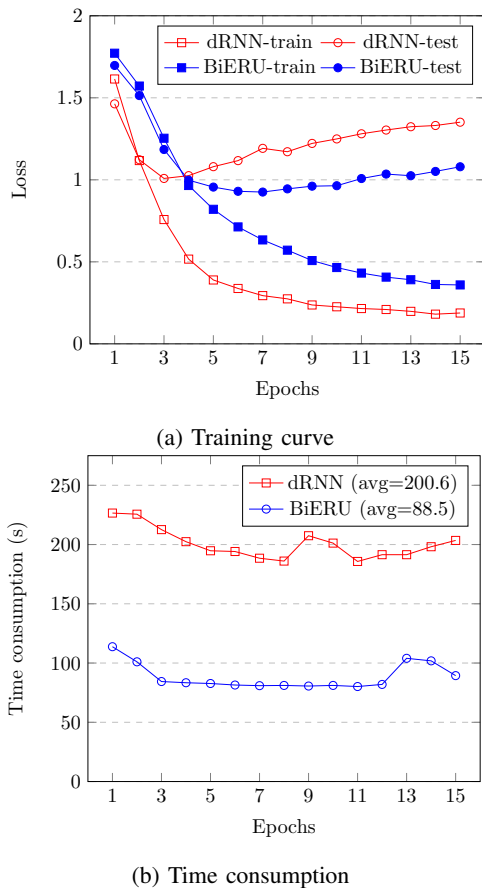 2
1.5
1
0.5
0
Loss
dRNN-train dRNN-test
BiERU-train BiERU-test
1 3 5 7 9 11 13 15
Epochs
(a) Training curve
250
200
150
100
50
0
Time consumption (s)
dRNN (avg=200.6)
BiERU (avg=88.5)
1 3 5 7 9 11 13 15
Epochs
(b) Time consumption